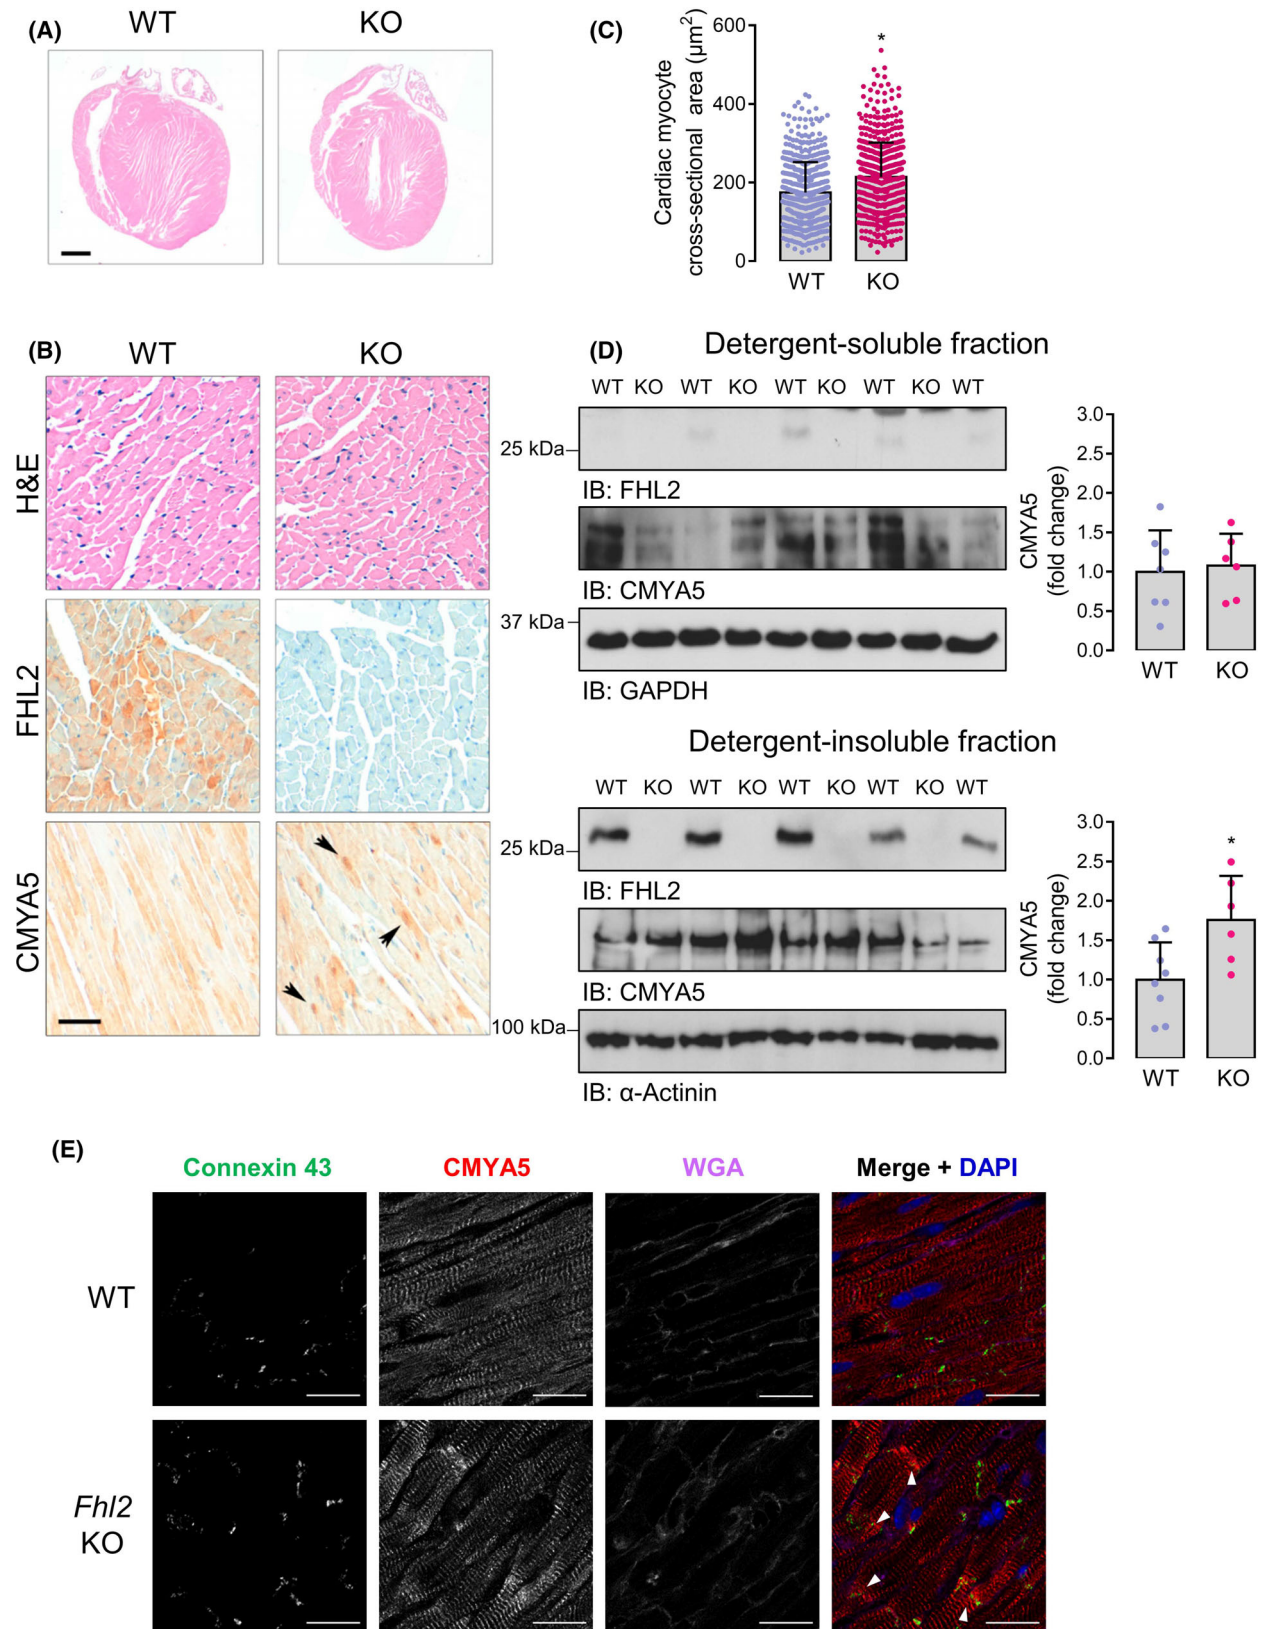 (A)
WT KO
(C)
Cardiac myocyte
cross-sectional area (μm²)
600
400
200
0
*
WT KO
(B)
WT KO
H&E
FHL2
CMYA5
(D)
Detergent-soluble fraction
WT KO WT KO WT KO WT KO WT
25 kDa
IB: FHL2
IB: CMYA5
37 kDa
IB: GAPDH
CMYA5
(fold change)
3.0
2.5
2.0
1.5
1.0
0.5
0.0
WT KO
Detergent-insoluble fraction
WT KO WT KO WT KO WT KO WT
25 kDa
IB: FHL2
IB: CMYA5
100 kDa
IB: α-Actinin
CMYA5
(fold change)
3.0
2.5
2.0
1.5
1.0
0.5
0.0
*
WT KO
(E)
Connexin 43 CMYA5 WGA Merge + DAPI
WT
Fhl2
KO